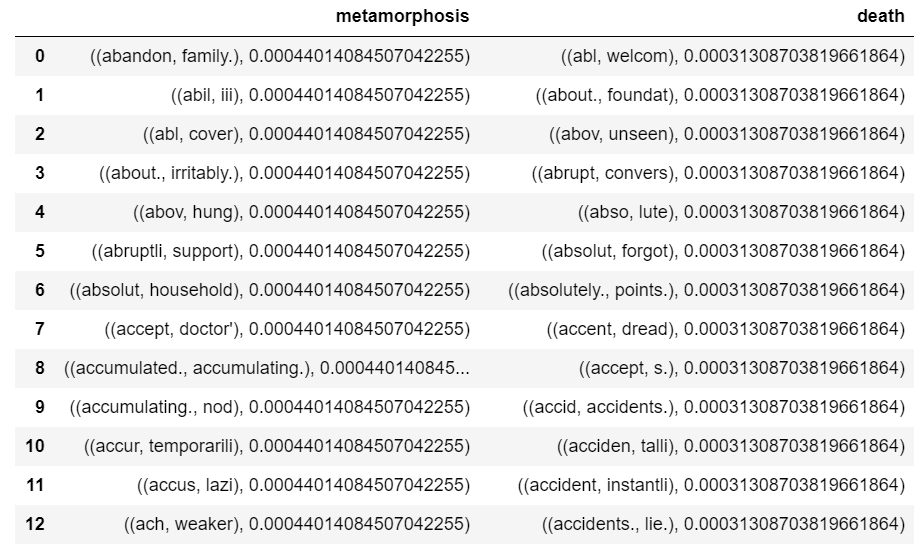 metamorphosis death
0 ((abandon, family.), 0.00044014084507042255) ((abl, welcom), 0.00031308703819661864)
1 ((abil, iii), 0.00044014084507042255) ((about., foundat), 0.00031308703819661864)
2 ((abl, cover), 0.00044014084507042255) ((abov, unseen), 0.00031308703819661864)
3 ((about., irritably.), 0.00044014084507042255) ((abrupt, convers), 0.00031308703819661864)
4 ((abov, hung), 0.00044014084507042255) ((abso, lute), 0.00031308703819661864)
5 ((abruptli, support), 0.00044014084507042255) ((absolut, forgot), 0.00031308703819661864)
6 ((absolut, household), 0.00044014084507042255) ((absolutely., points.), 0.00031308703819661864)
7 ((accept, doctor'), 0.00044014084507042255) ((accent, dread), 0.00031308703819661864)
8 ((accumulated., accumulating.), 0.000440140845... ((accept, s.), 0.00031308703819661864)
9 ((accumulating., nod), 0.00044014084507042255) ((accid, accidents.), 0.00031308703819661864)
10 ((accur, temporarili), 0.00044014084507042255) ((acciden, talli), 0.00031308703819661864)
11 ((accus, lazi), 0.00044014084507042255) ((accident, instantli), 0.00031308703819661864)
12 ((ach, weaker), 0.00044014084507042255) ((accidents., lie.), 0.00031308703819661864)